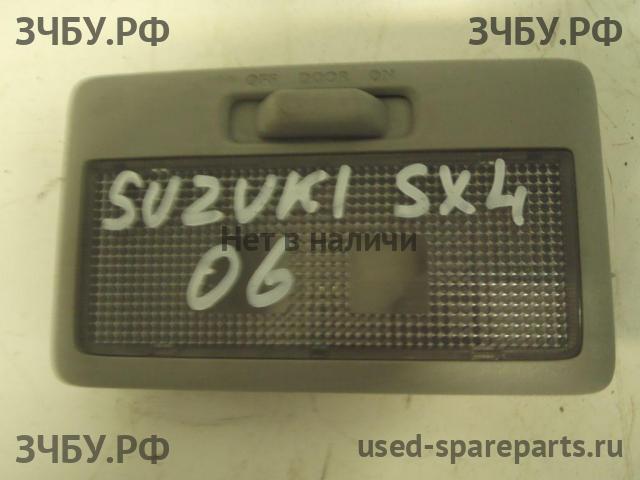 ЗЧБУ.РФ ЗЧБУ.РФ
OFF DOOR ON
SUZUKI SX4
Нет в наличи
06
ЗЧБУ.РФ used-spareparts.ru